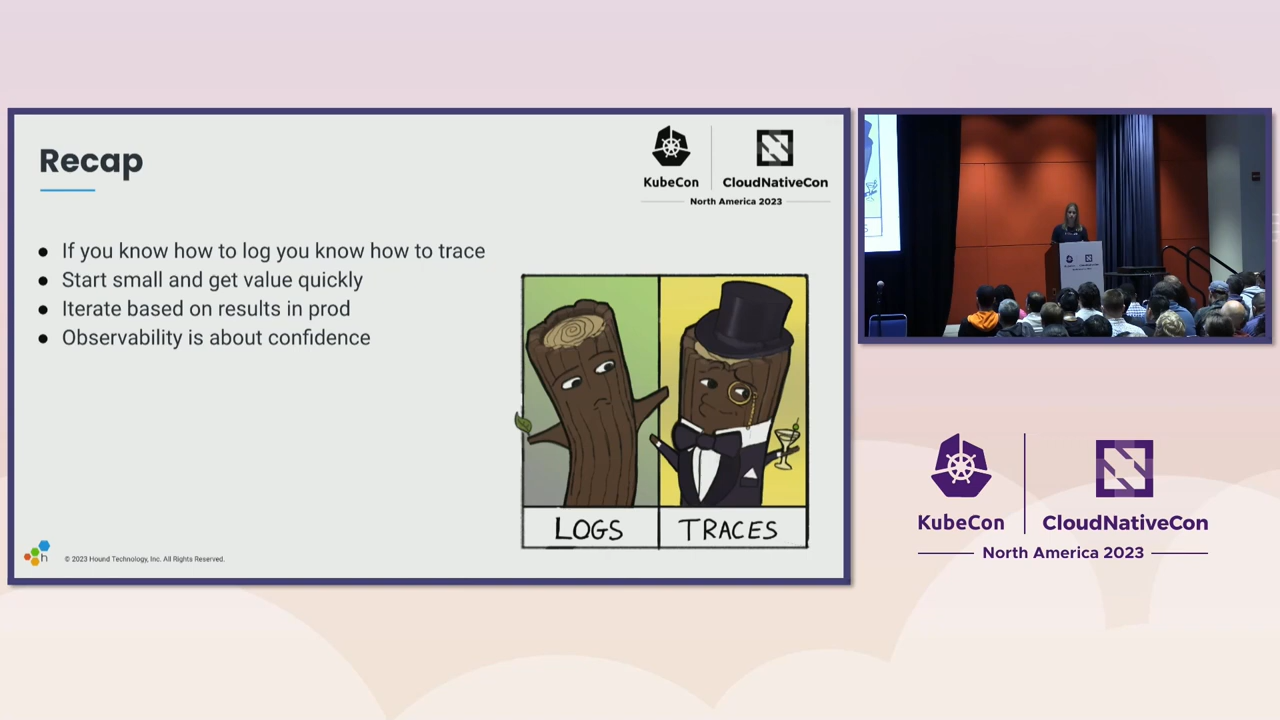 Recap
KubeCon
CloudNativeCon
North America 2023
If you know how to log you know how to trace
Start small and get value quickly
Iterate based on results in prod
Observability is about confidence
LOGS
TRACES
h
© 2023 Hound Technology, Inc. All Rights Reserved.
KubeCon
CloudNativeCon
North America 2023